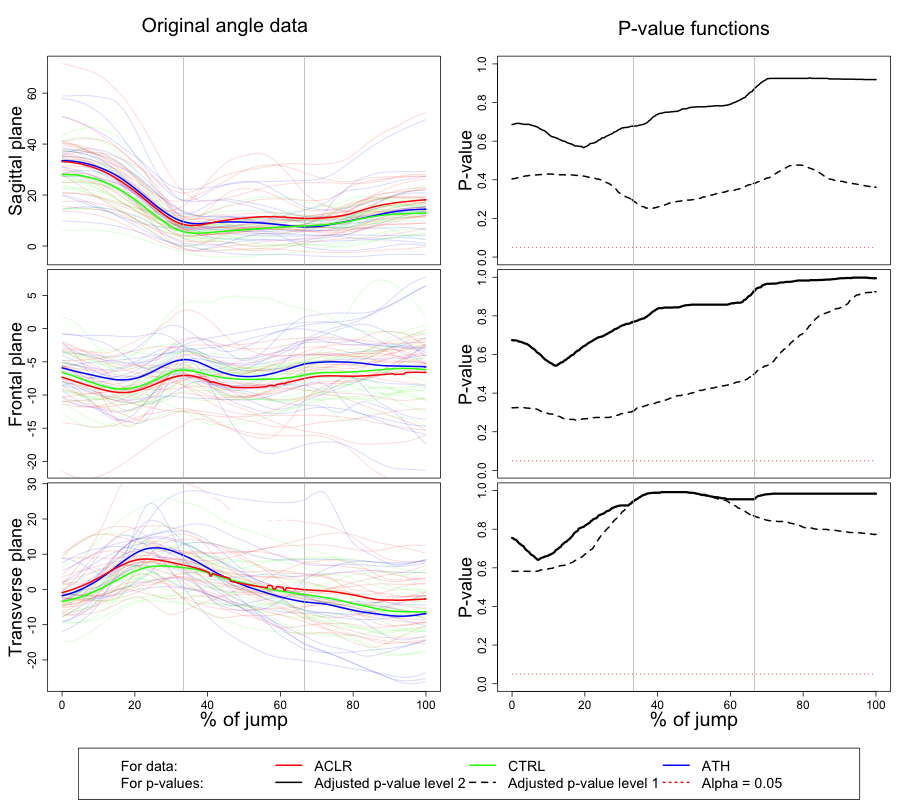 Original angle data
P-value functions
Sagittal plane
0 20 40 60
P-value
0.0 0.2 0.4 0.6 0.8 1.0
Frontal plane
-20 -15 -10 -5 0 5
P-value
0.0 0.2 0.4 0.6 0.8 1.0
Transverse plane
-20 -10 0 10 20 30
P-value
0.0 0.2 0.4 0.6 0.8 1.0
0 20 40 60 80 100
0 20 40 60 80 100
% of jump
% of jump
For data: ACLR CTRL ATH
For p-values: Adjusted p-value level 2 Adjusted p-value level 1 Alpha = 0.05